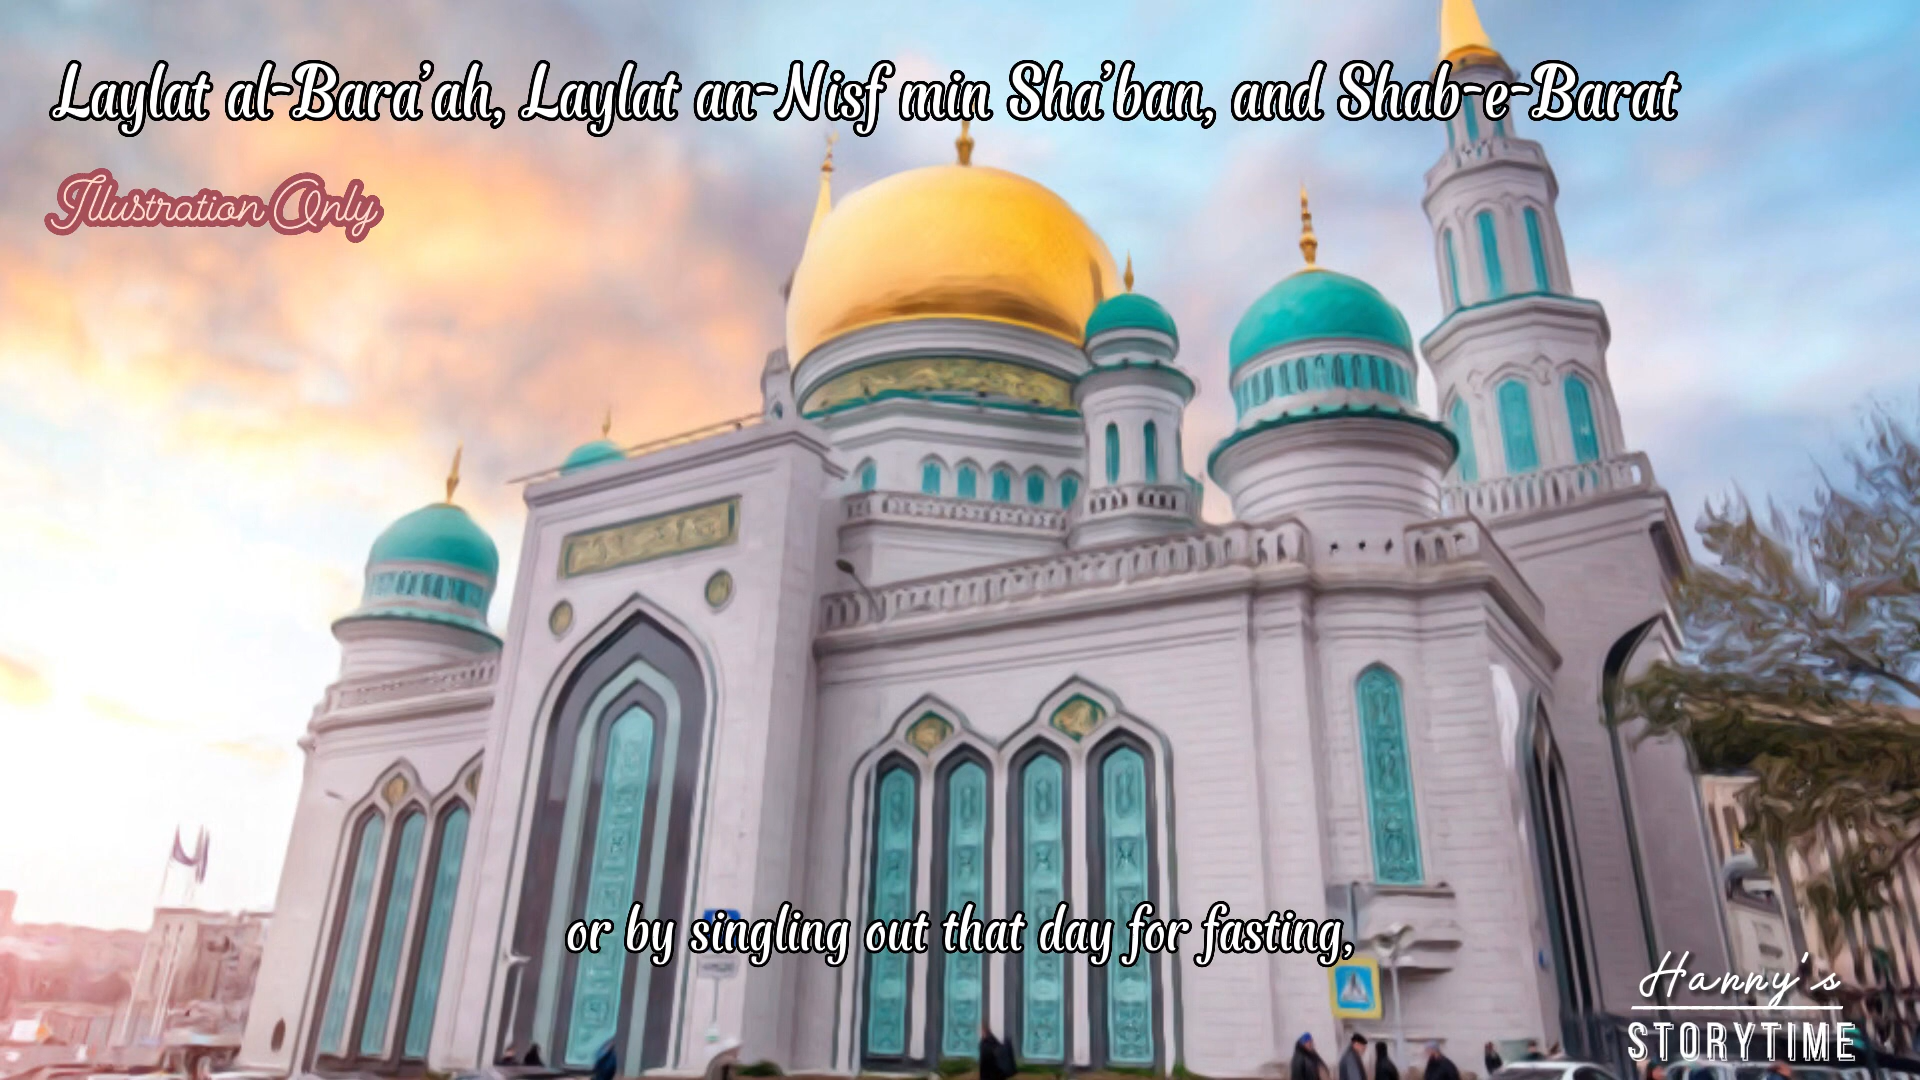 Laylat al-Bara'ah, Laylat an-Nisf min Sha'ban, and Shab-e-Barat
Illustration Only
or by singling out that day for fasting,
Hanny's
STORYTIME